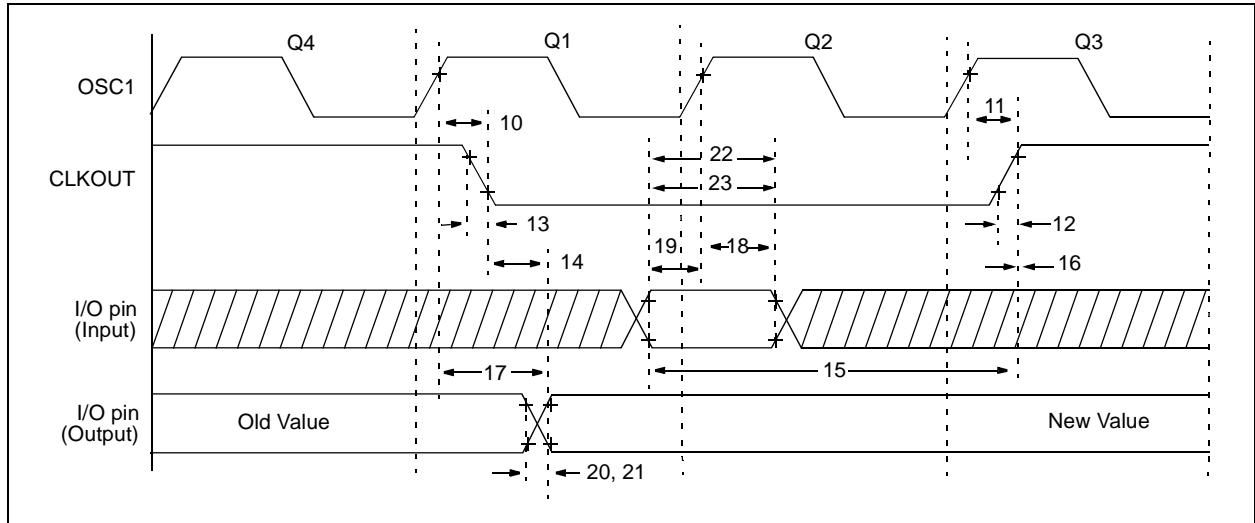 Q4 Q1 Q2 Q3
OSC1
11
10
22
CLKOUT
23
13
12
19 18
14
16
I/O pin
(Input)
17
15
I/O pin
(Output)
Old Value
New Value
20, 21